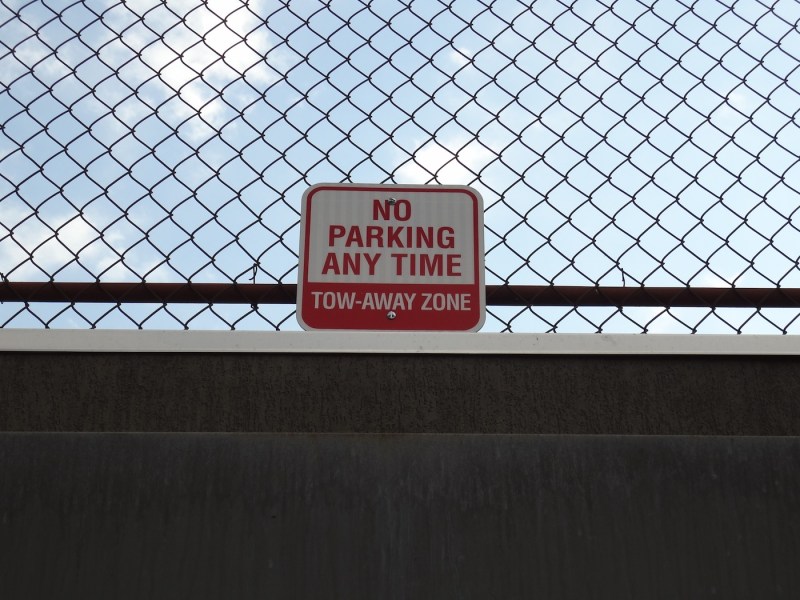 NO
PARKING
ANY TIME
TOW-AWAY ZONE